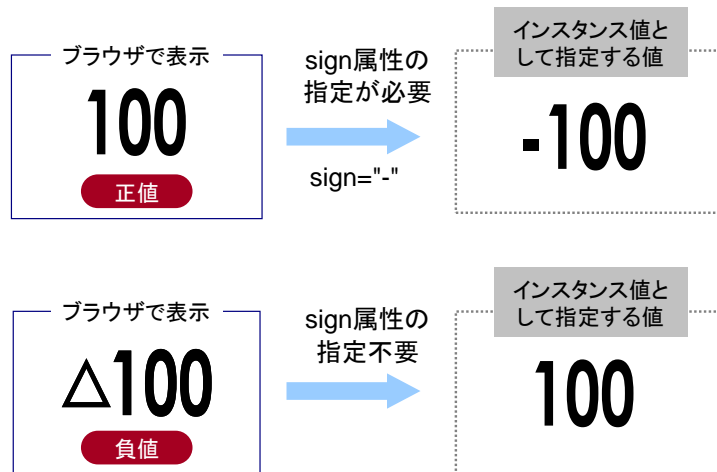 ブラウザで表示
100
正値
sign属性の
指定が必要
sign="-"
インスタンス値と
して指定する値
-100
ブラウザで表示
△100
負値
sign属性の
指定不要
インスタンス値と
して指定する値
100